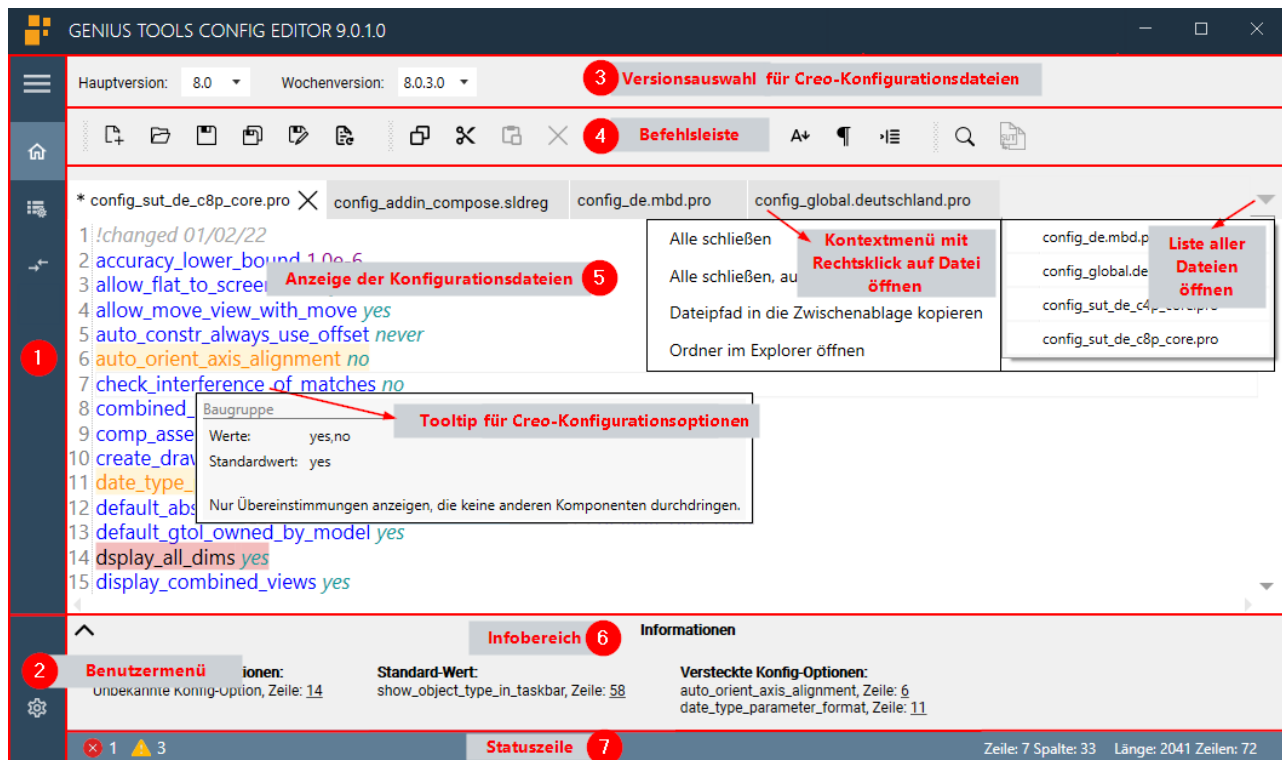 GENIUS TOOLS CONFIG EDITOR 9.0.1.0
Hauptversion: 8.0 Wochenversion: 8.0.3.0 3 Versionsauswahl für Creo-Konfigurationsdateien
4 Befehlsleiste
* config_sut_de_c8p_core.pro config_addin_compose.sldreg config_de.mbd.pro config_global.deutschland.pro
1 !changed 01/02/22
2 accuracy_lower_bound 1.0e-6
3 allow_flat_to_screen
4 allow_move_view_with_move yes
5 auto_constr_always_use_offset never
6 auto_orient_axis_alignment no
7 check_interference_of_matches no
8 combined_
9 comp_asse
10 create_draw
11 date_type_
12 default_abs
13 default_gtol_owned_by_model yes
14 dsplay_all_dims yes
15 display_combined_views yes
Anzeige der Konfigurationsdateien 5
Alle schließen
Alle schließen, au
Dateipfad in die Zwischenablage kopieren
Ordner im Explorer öffnen
Kontextmenü mit
Rechtsklick auf Datei
öffnen
config_de.mbd.p
config_global.de
config_sut_de_c4p_core.pro
config_sut_de_c8p_core.pro
Liste aller
Dateien
öffnen
1
Baugruppe
Werte: yes,no
Standardwert: yes
Nur Übereinstimmungen anzeigen, die keine anderen Komponenten durchdringen.
Tooltip für Creo-Konfigurationsoptionen
Infobereich 6 Informationen
2 Benutzermenü
ionen: Standard-Wert: Versteckte Konfig-Optionen:
Unbekannte Konfig-Option, Zeile: 14 show_object_type_in_taskbar, Zeile: 58 auto_orient_axis_alignment, Zeile: 6
date_type_parameter_format, Zeile: 11
1 3 Statuszeile 7 Zeile: 7 Spalte: 33 Länge: 2041 Zeilen: 72